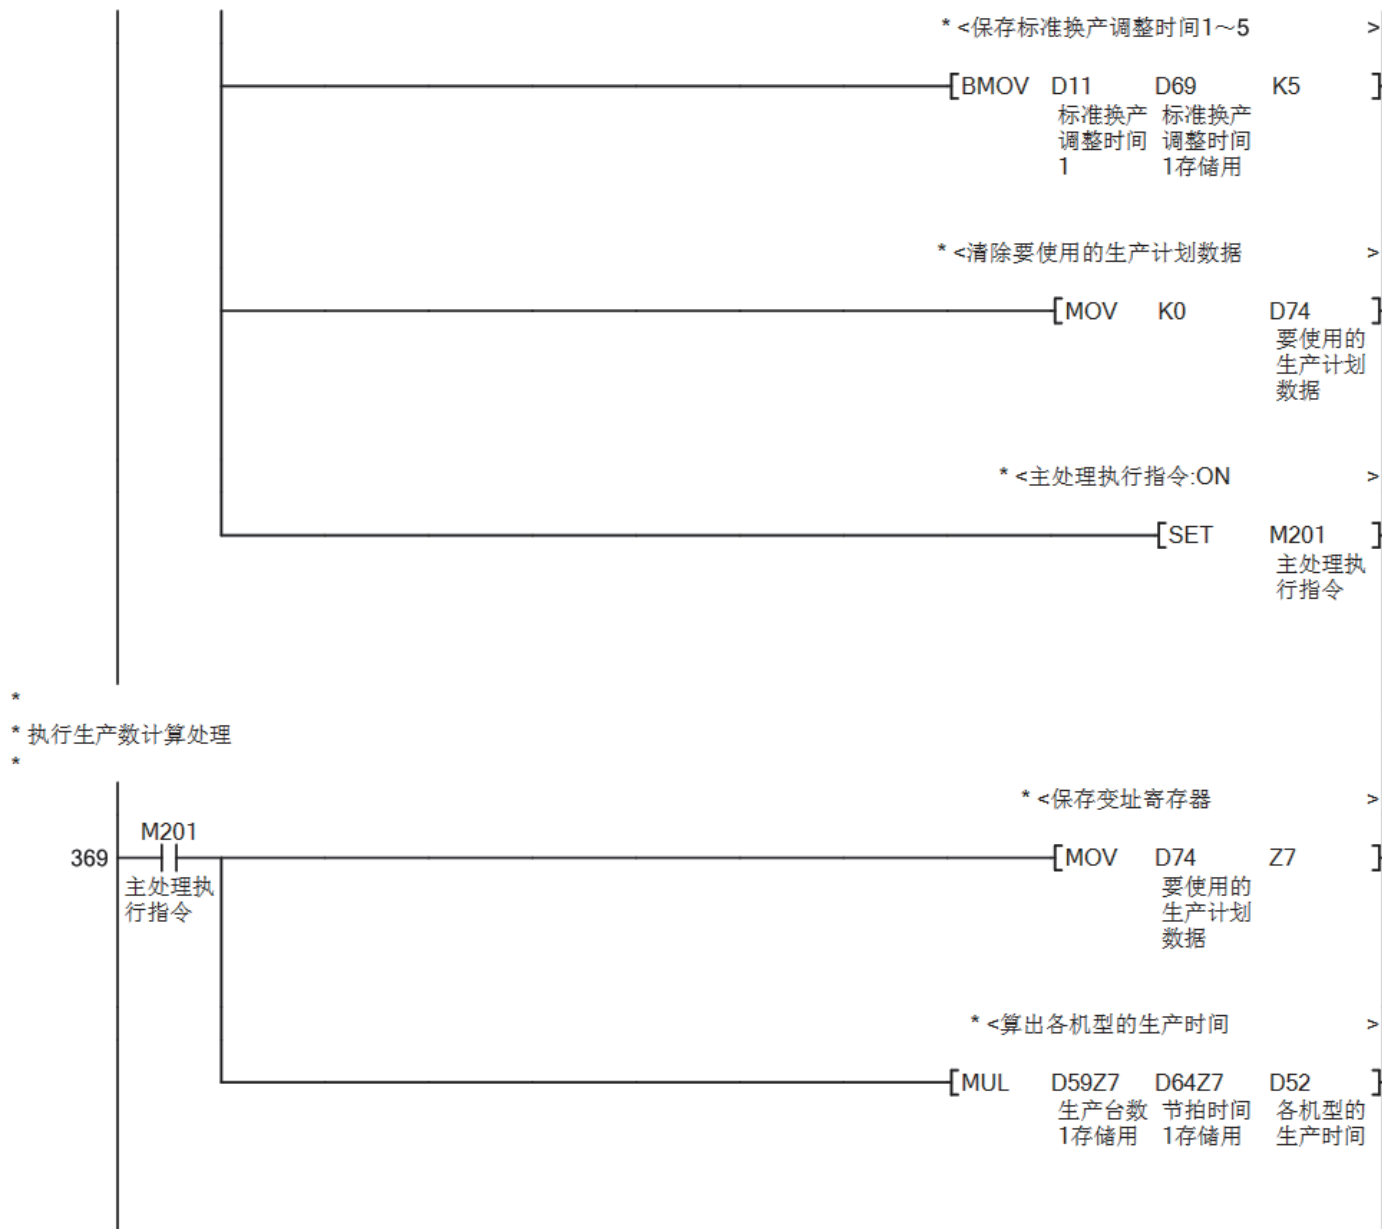 * <保存标准换产调整时间1～5 >
[BMOV D11 D69 K5 ]
标准换产 标准换产
调整时间 调整时间
1 1存储用
* <清除要使用的生产计划数据 >
[MOV K0 D74 ]
要使用的
生产计划
数据
* <主处理执行指令:ON >
[SET M201 ]
主处理执
行指令
*
* 执行生产数计算处理
*
* <保存变址寄存器 >
M201
369 [MOV D74 Z7 ]
主处理执 要使用的
行指令 生产计划
数据
* <算出各机型的生产时间 >
[MUL D59Z7 D64Z7 D52 ]
生产台数 节拍时间 各机型的
1存储用 1存储用 生产时间